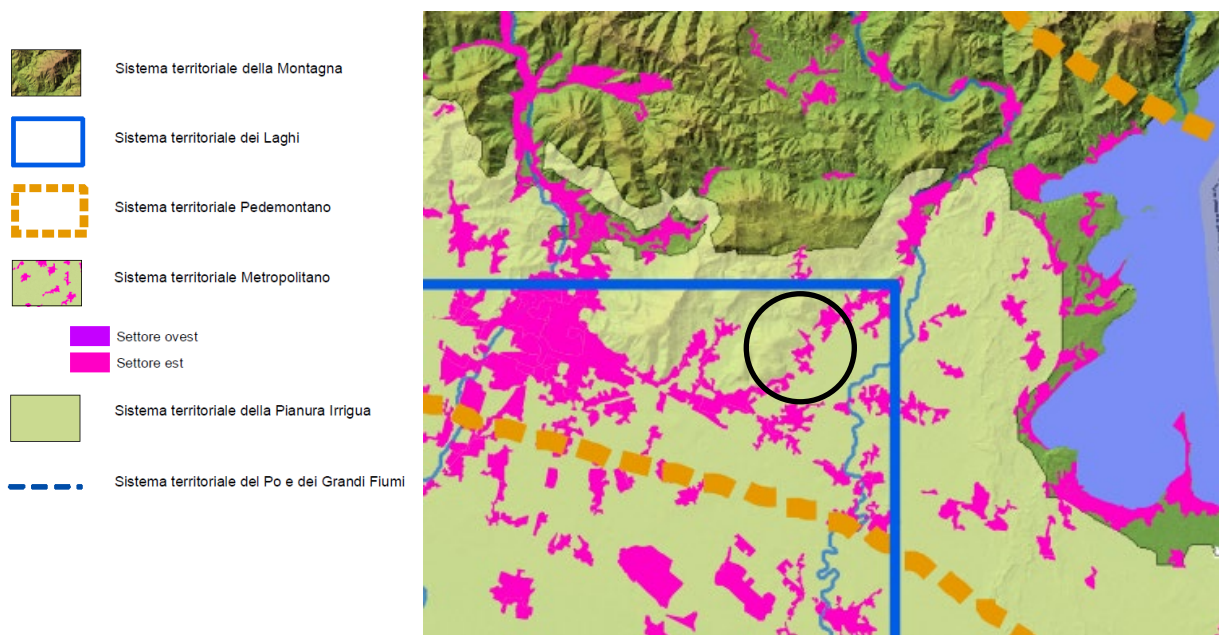 Sistema territoriale della Montagna
Sistema territoriale dei Laghi
Sistema territoriale Pedemontano
Sistema territoriale Metropolitano
Settore ovest
Settore est
Sistema territoriale della Pianura Irrigua
Sistema territoriale del Po e dei Grandi Fiumi